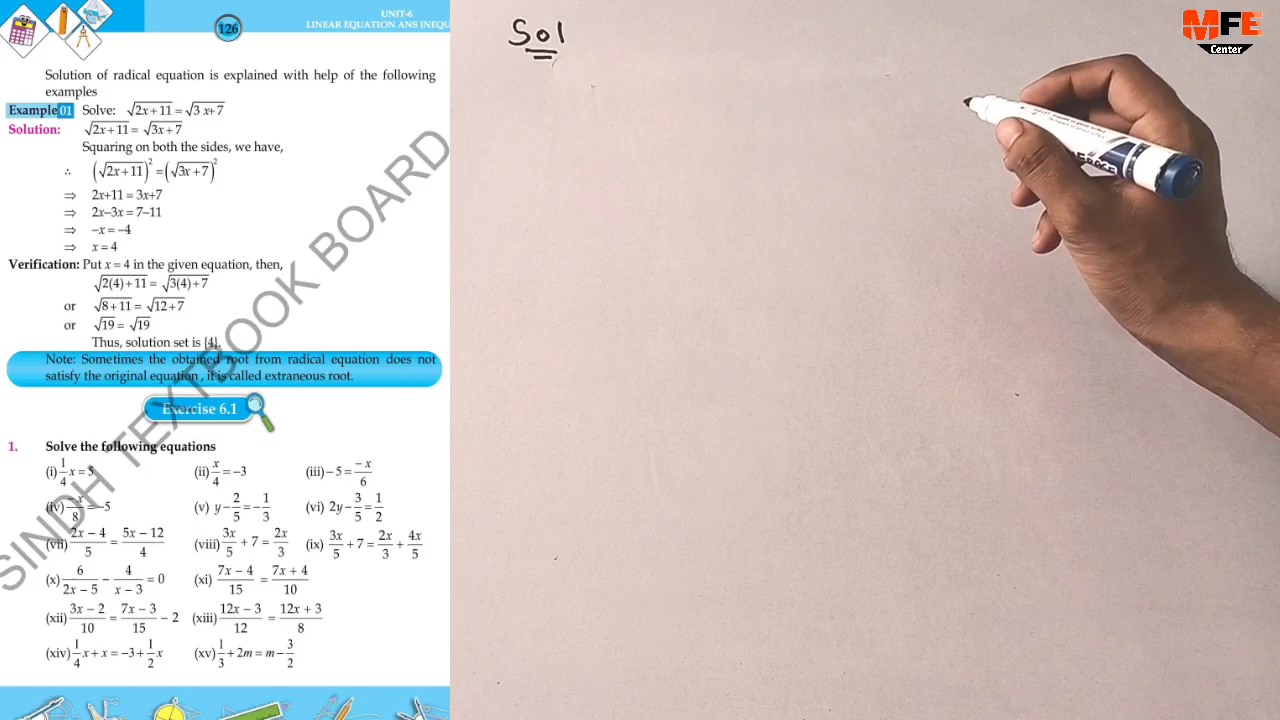 UNIT-6
126
LINEAR EQUATION ANS INEQU
Solution of radical equation is explained with help of the following
examples
Example 01 Solve: √(2x+11) = √(3x+7)
Solution: √(2x+11) = √(3x+7)
Squaring on both the sides, we have,
∴ (√(2x+11))² = (√(3x+7))²
⇒ 2x+11 = 3x+7
⇒ 2x−3x = 7−11
⇒ −x = −4
⇒ x = 4
Verification: Put x = 4 in the given equation, then,
√(2(4)+11) = √(3(4)+7)
or √(8+11) = √(12+7)
or √19 = √19
Thus, solution set is {4}.
Note: Sometimes the obtained root from radical equation does not
satisfy the original equation , it is called extraneous root.
Exercise 6.1
1. Solve the following equations
(i) 1/4 x = 5 (ii) x/4 = −3 (iii) −5 = −x/6
(iv) −x/8 = −5 (v) y − 2/5 = −1/3 (vi) 2y − 3/5 = 1/2
(vii) (2x − 4)/5 = (5x − 12)/4 (viii) 3x/5 + 7 = 2x/3 (ix) 3x/5 + 7 = 2x/3 + 4x/5
(x) 6/(2x − 5) − 4/(x − 3) = 0 (xi) (7x − 4)/15 = (7x + 4)/10
(xii) (3x − 2)/10 = (7x − 3)/15 − 2 (xiii) (12x − 3)/12 = (12x + 3)/8
(xiv) 1/4 x + x = −3 + 1/2 x (xv) 1/3 + 2m = m − 3/2
SINDH TEXTBOOK BOARD
Sol
MFE
Center